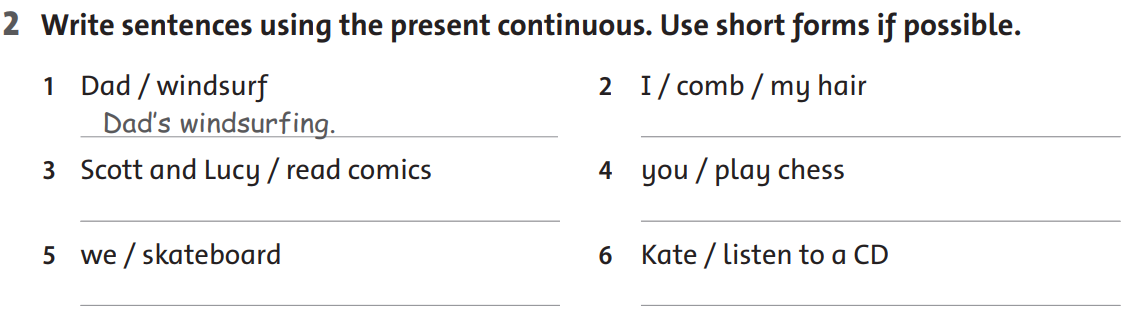 2 Write sentences using the present continuous. Use short forms if possible.
1 Dad / windsurf
Dad's windsurfing.
2 I / comb / my hair
3 Scott and Lucy / read comics
4 you / play chess
5 we / skateboard
6 Kate / listen to a CD